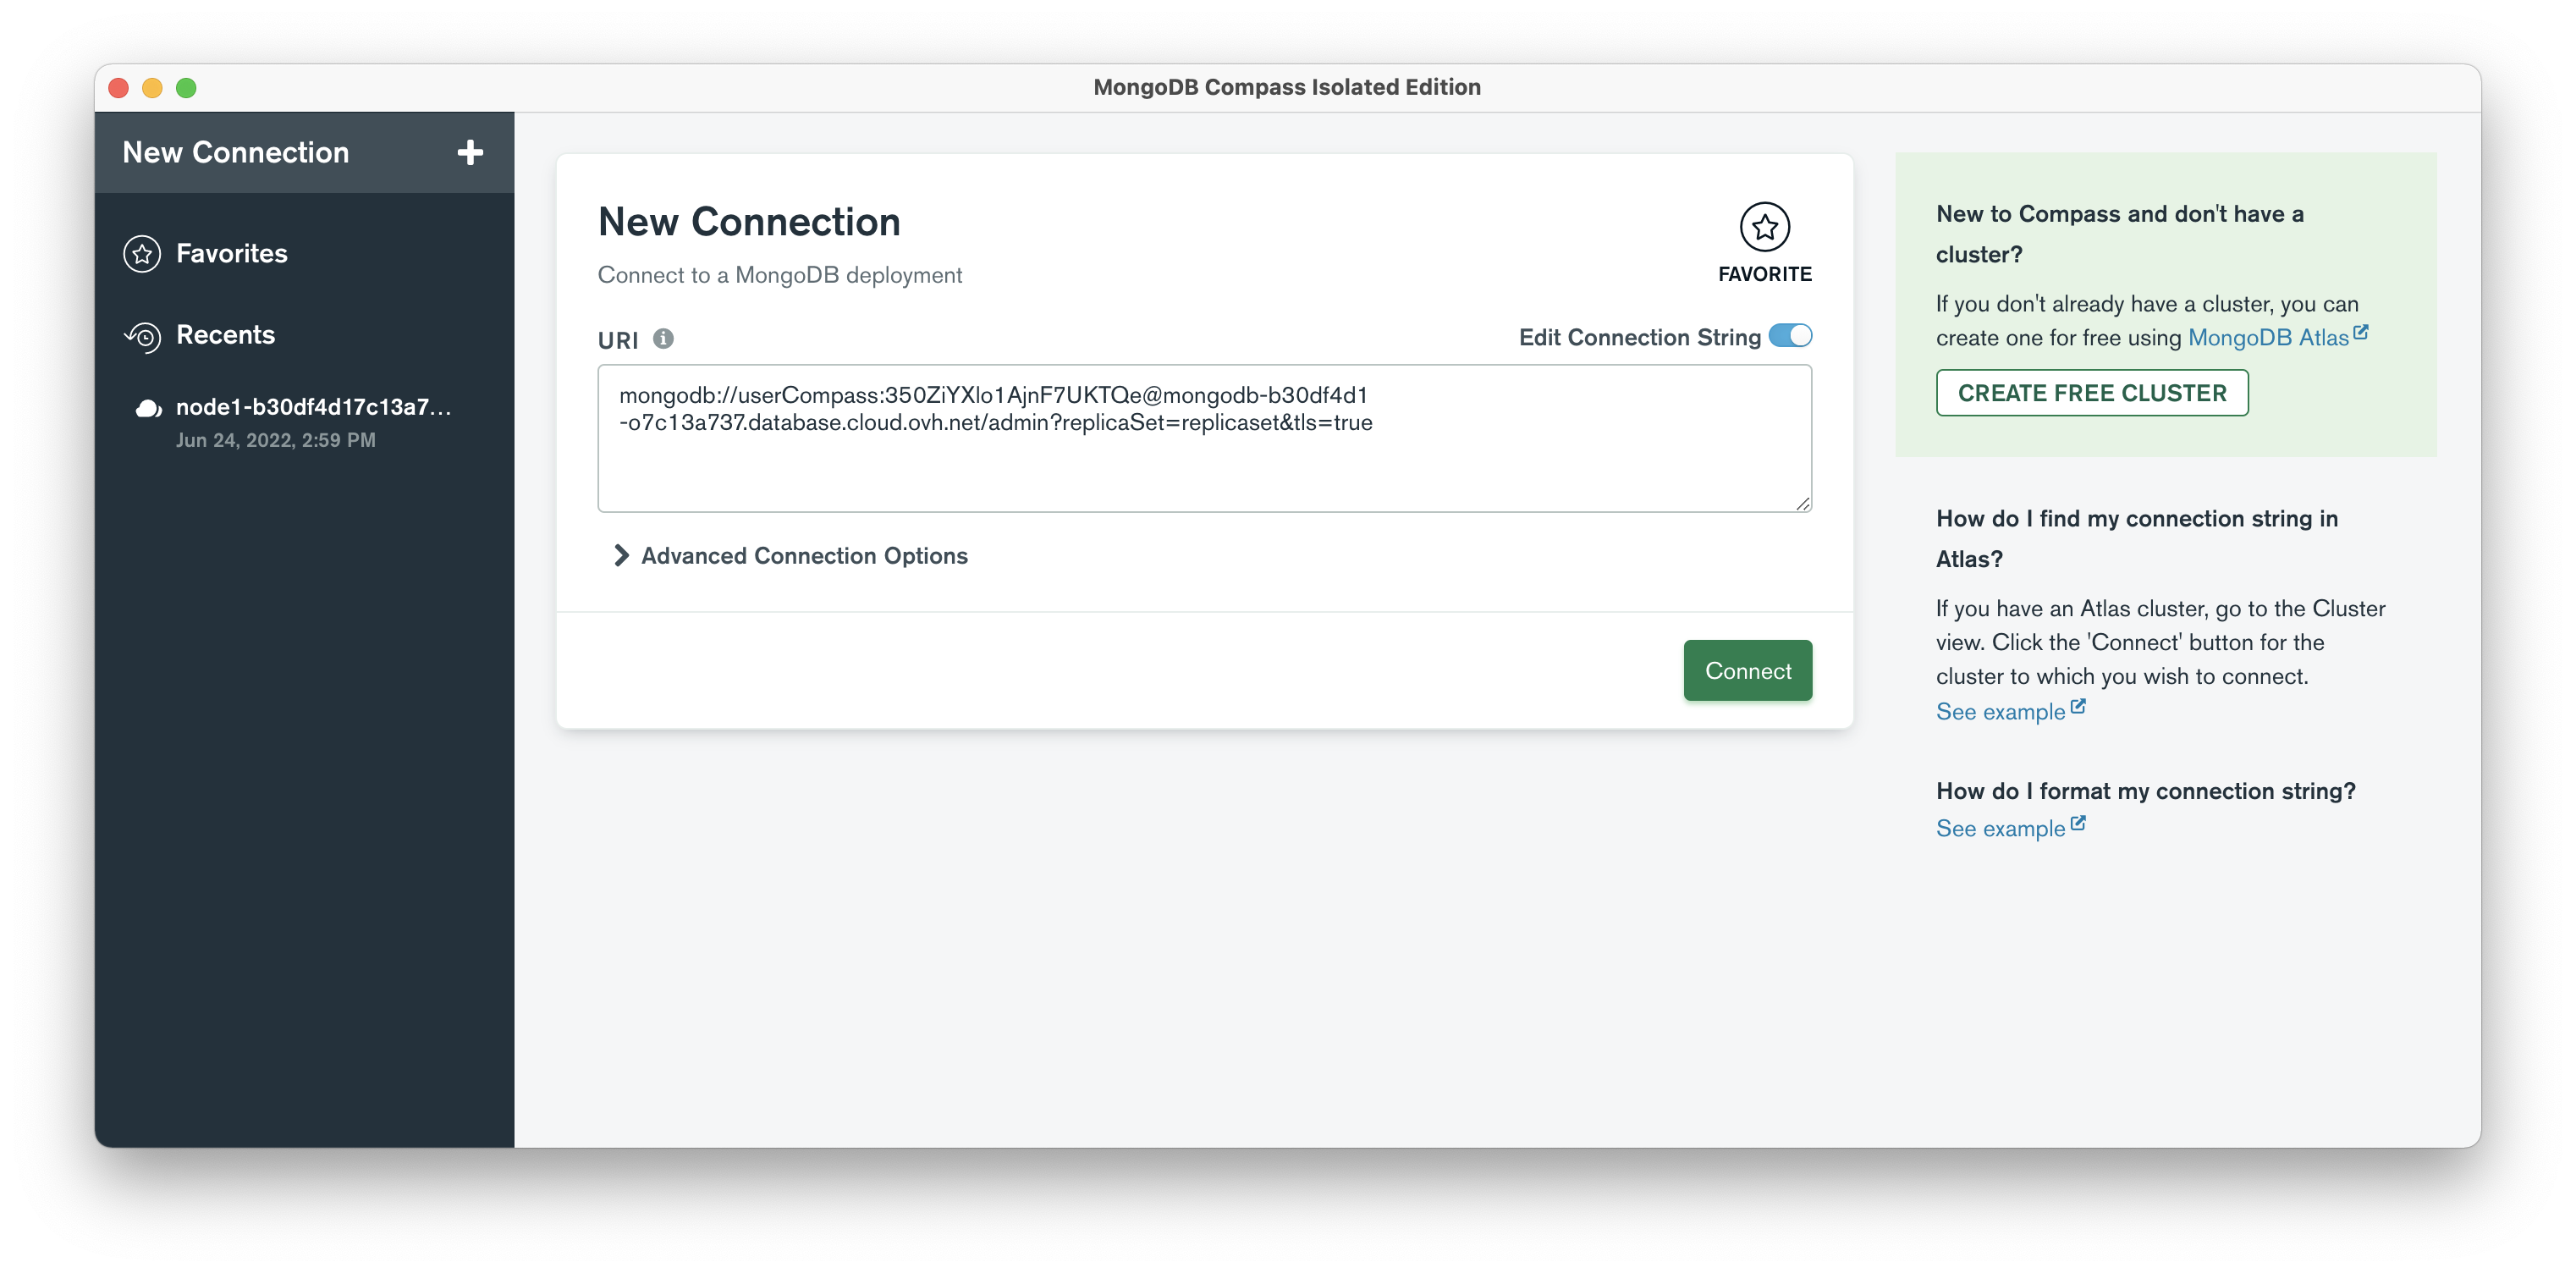 MongoDB Compass Isolated Edition
New Connection
Favorites
Recents
node1-b30df4d17c13a7...
Jun 24, 2022, 2:59 PM
New Connection
Connect to a MongoDB deployment
FAVORITE
URI
Edit Connection String
mongodb://userCompass:350ZiYXlo1AjnF7UKTQe@mongodb-b30df4d1
-o7c13a737.database.cloud.ovh.net/admin?replicaSet=replicaset&tls=true
Advanced Connection Options
Connect
New to Compass and don't have a
cluster?
If you don't already have a cluster, you can
create one for free using MongoDB Atlas
CREATE FREE CLUSTER
How do I find my connection string in
Atlas?
If you have an Atlas cluster, go to the Cluster
view. Click the 'Connect' button for the
cluster to which you wish to connect.
See example
How do I format my connection string?
See example